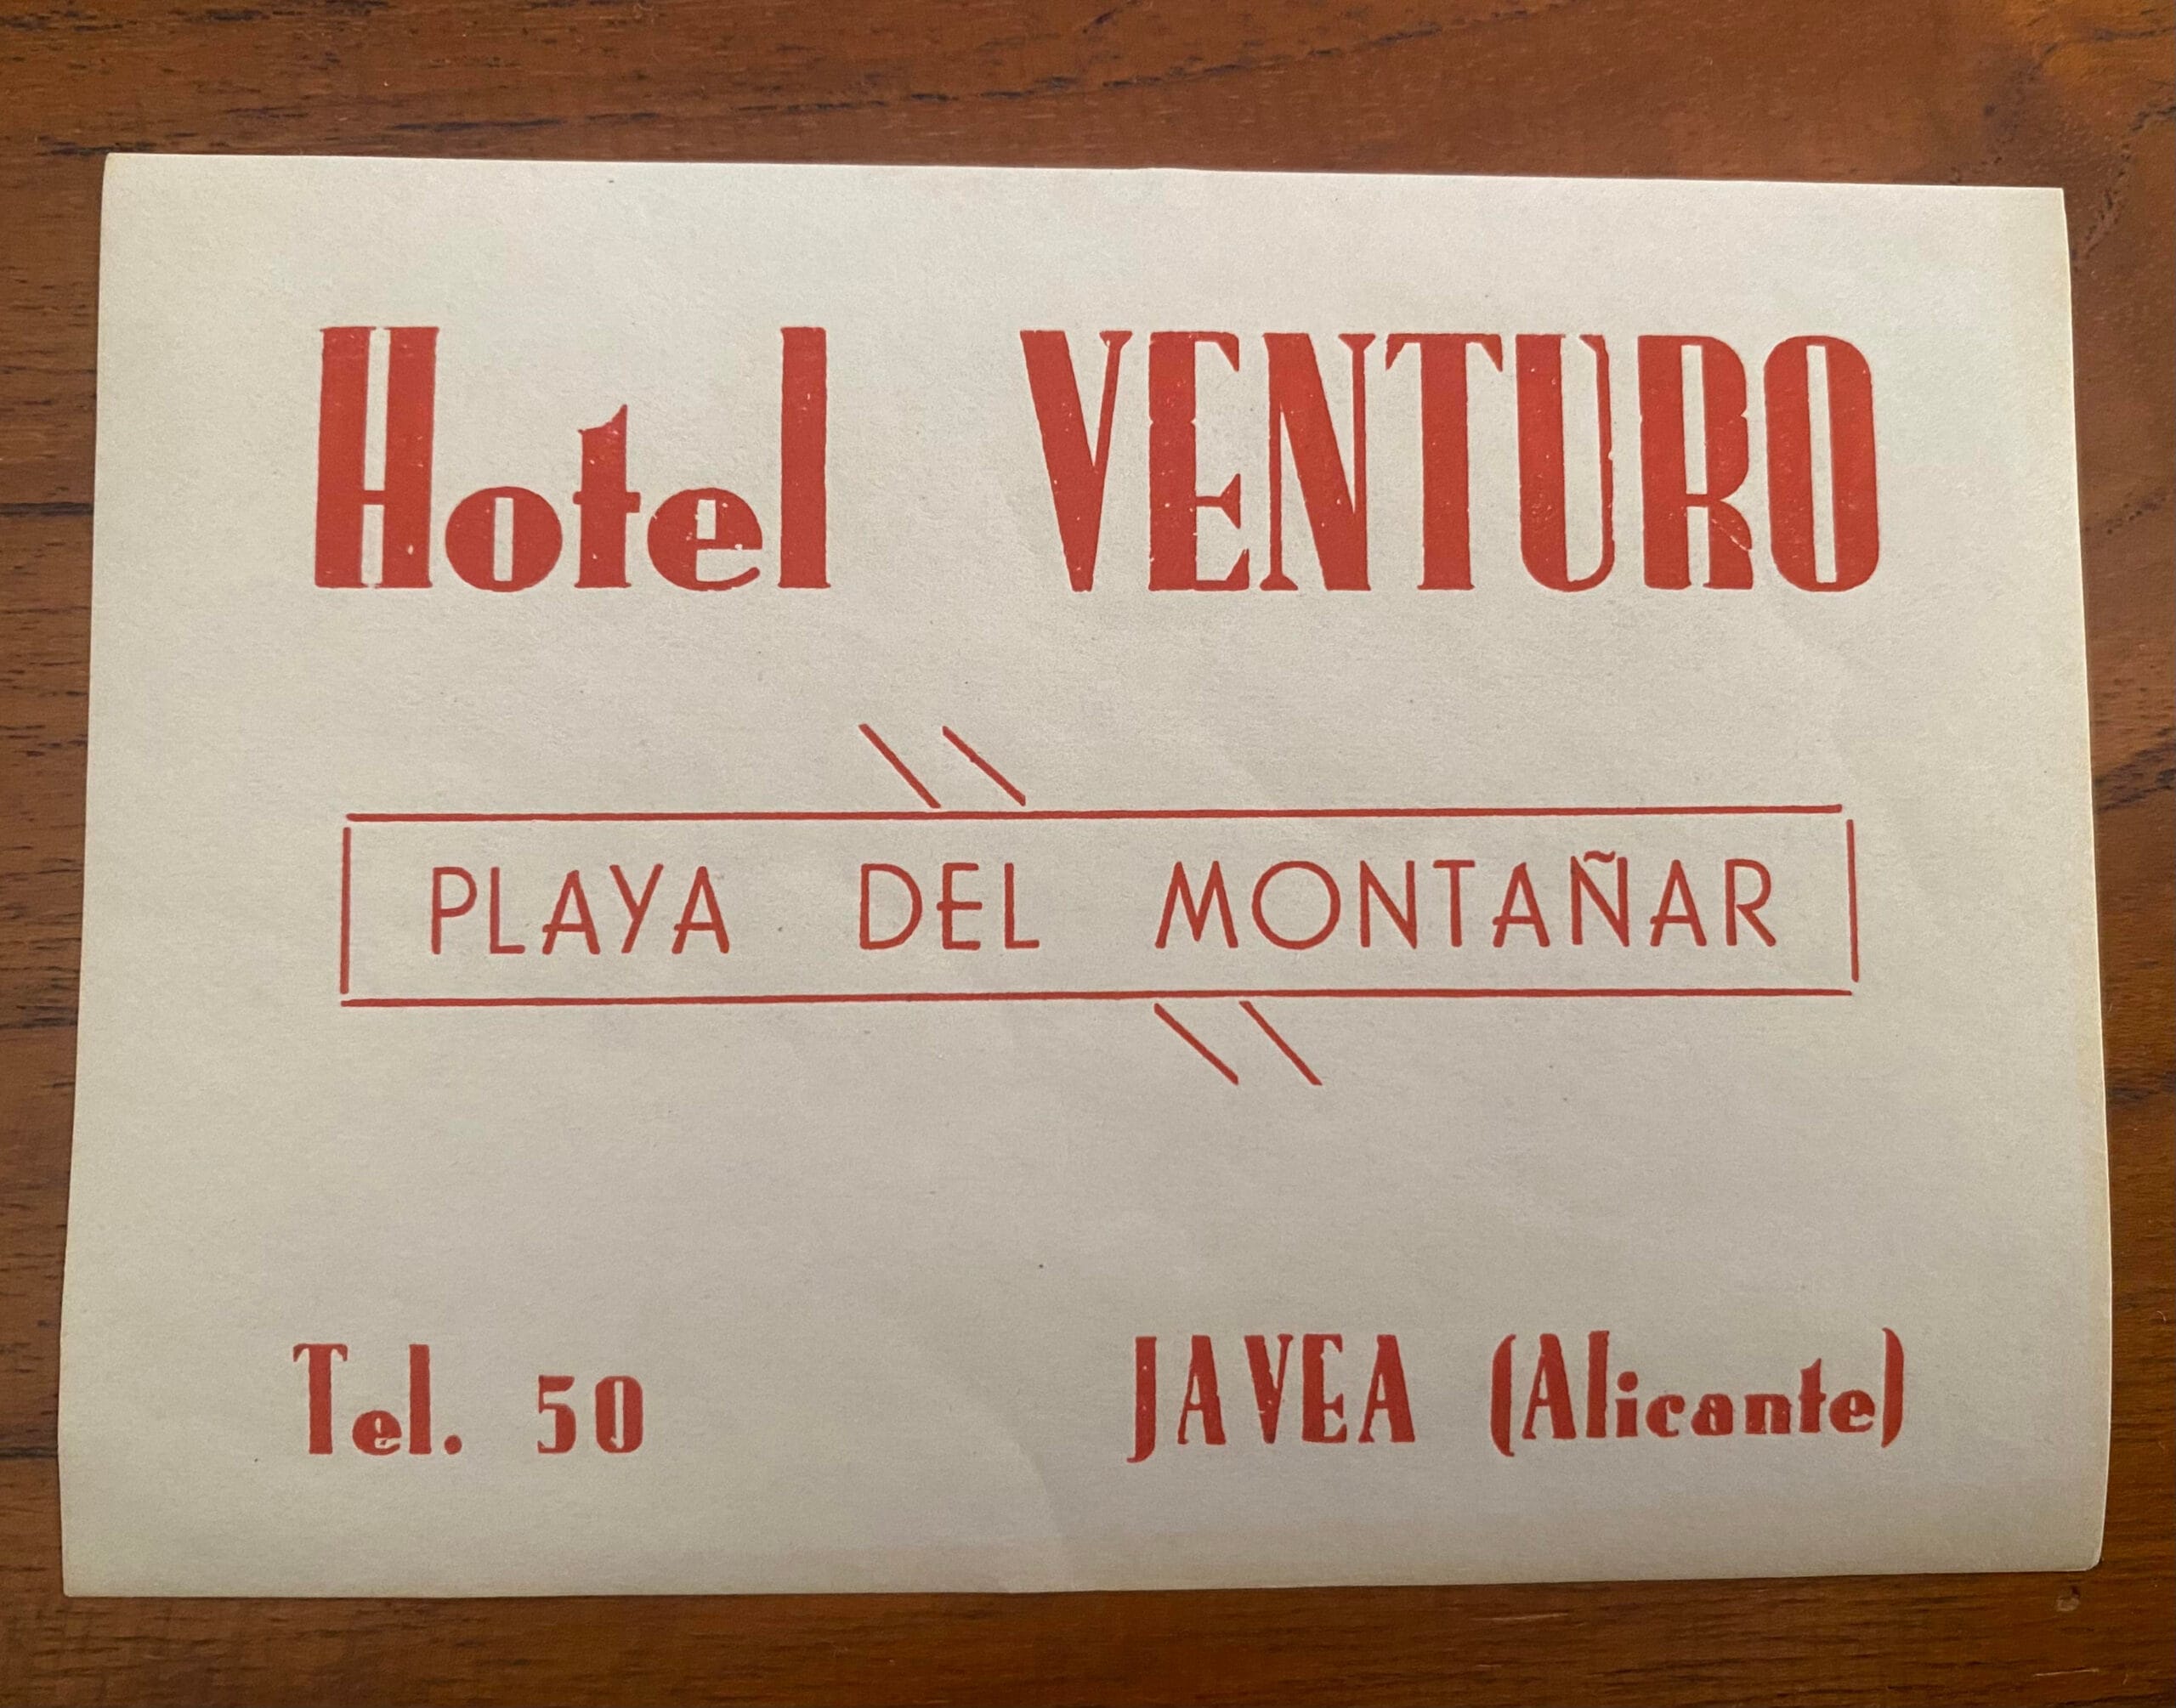 Hotel VENTURO
PLAYA DEL MONTAÑAR
Tel. 50 JAVEA (Alicante)